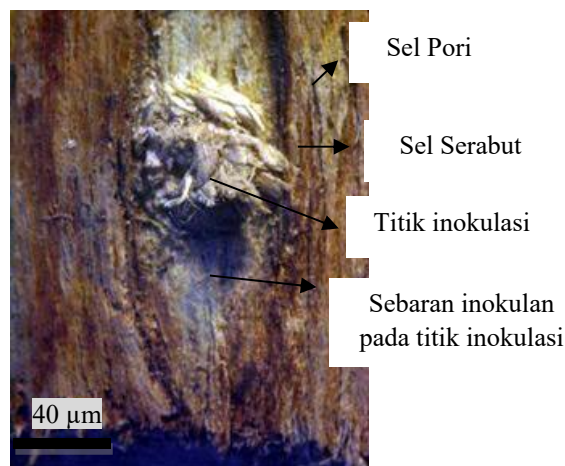 Sel Pori
Sel Serabut
Titik inokulasi
Sebaran inokulan
pada titik inokulasi
40 µm